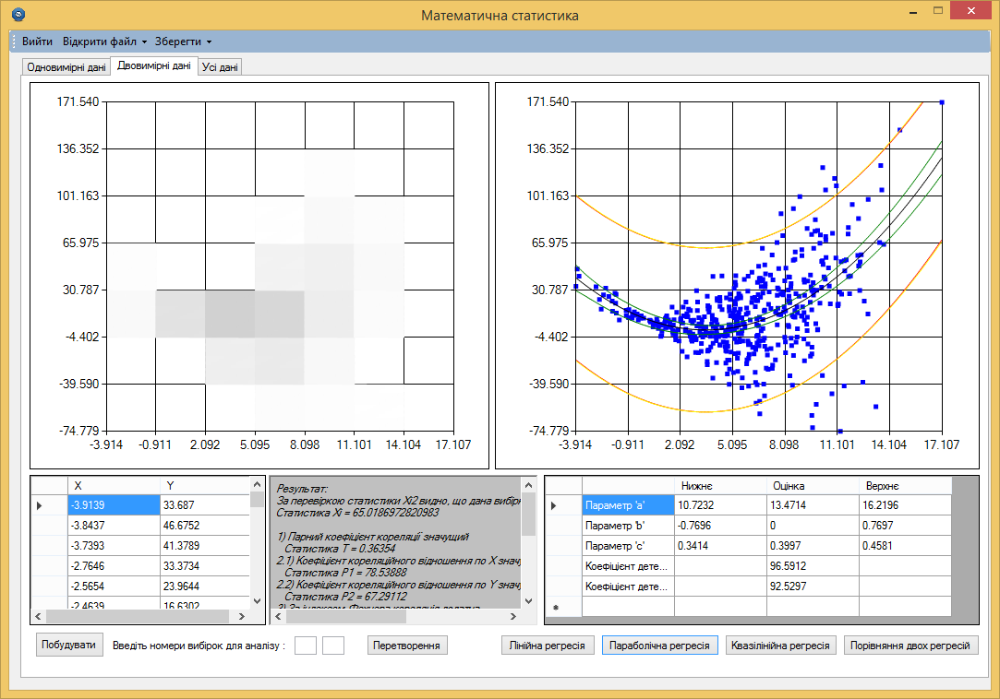 Математична статистика
Вийти Відкрити файл Зберегти
Одновимірні дані Двовимірні дані Усі дані
171.540
136.352
101.163
65.975
30.787
-4.402
-39.590
-74.779
-3.914 -0.911 2.092 5.095 8.098 11.101 14.104 17.107
171.540
136.352
101.163
65.975
30.787
-4.402
-39.590
-74.779
-3.914 -0.911 2.092 5.095 8.098 11.101 14.104 17.107
X Y
-3.9139 33.687
-3.8437 46.6752
-3.7393 41.3789
-2.7646 33.3734
-2.5654 23.9644
-2.4639 16.6302
Результат:
За перевіркою статистики Xi2 видно, що дана вибірк
Статистика Xi = 65.0186972820983
1) Парний коефіцієнт кореляції значущий
Статистика T = 0.36354
2.1) Коефіцієнт кореляційного відношення по X знач
Статистика P1 = 78.53888
2.2) Коефіцієнт кореляційного відношення по Y знач
Статистика P2 = 67.29112
3) За індексом Фехнера кореляція додатна
Нижнє Оцінка Верхнє
Параметр 'a' 10.7232 13.4714 16.2196
Параметр 'b' -0.7696 0 0.7697
Параметр 'c' 0.3414 0.3997 0.4581
Коефіцієнт дете... 96.5912
Коефіцієнт дете... 92.5297
Побудувати Введіть номери вибірок для аналізу : Перетворення Лінійна регресія Параболічна регресія Квазілінійна регресія Порівняння двох регресій